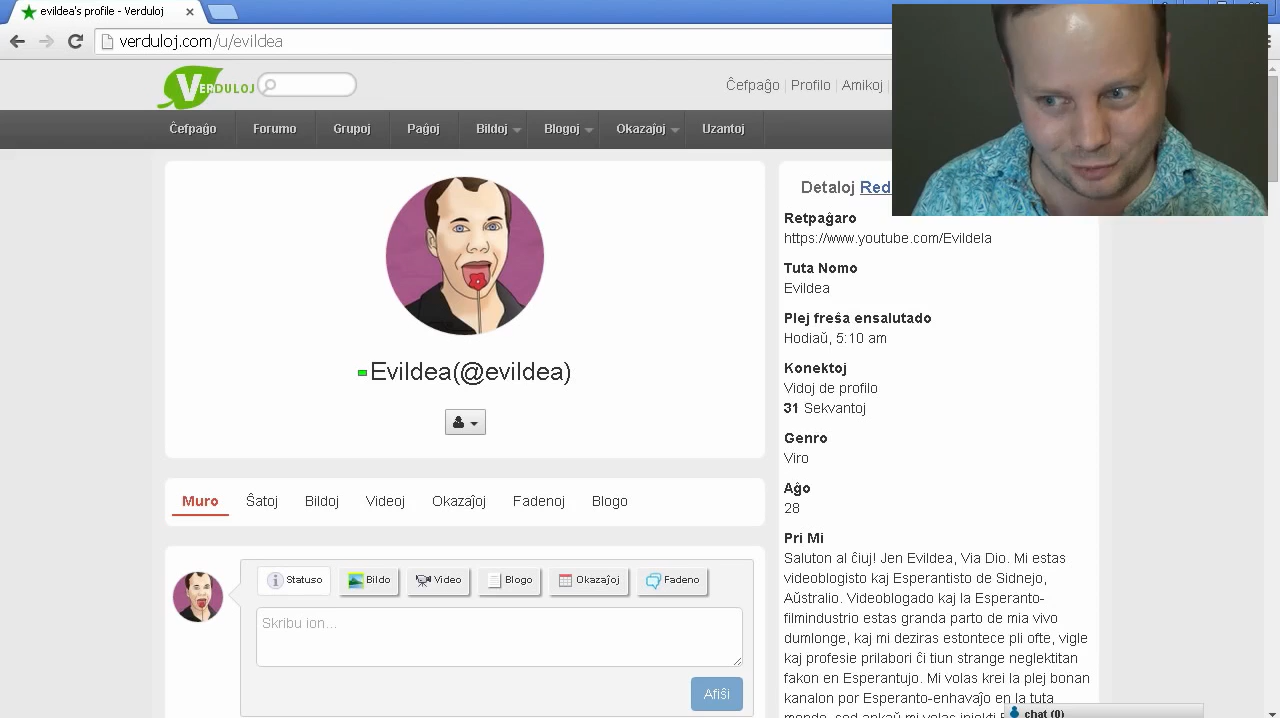 evildea's profile - Verduloj
verduloj.com/u/evildea
VERDULOJ
Ĉefpaĝo | Profilo | Amikoj |
Ĉefpaĝo Forumo Grupoj Paĝoj Bildoj Blogoj Okazaĵoj Uzantoj
Evildea(@evildea)
Muro Ŝatoj Bildoj Videoj Okazaĵoj Fadenoj Blogo
Statuso Bildo Video Blogo Okazaĵoj Fadeno
Skribu ion...
Afiŝi
Detaloj Red
Retpaĝaro
https://www.youtube.com/Evildela
Tuta Nomo
Evildea
Plej freŝa ensalutado
Hodiaŭ, 5:10 am
Konektoj
Vidoj de profilo
31 Sekvantoj
Genro
Viro
Aĝo
28
Pri Mi
Saluton al ĉiuj! Jen Evildea, Via Dio. Mi estas
videoblogisto kaj Esperantisto de Sidnejo,
Aŭstralio. Videoblogado kaj la Esperanto-
filmindustrio estas granda parto de mia vivo
dumlonge, kaj mi deziras estontece pli ofte, vigle
kaj profesie prilabori ĉi tiun strange neglektitan
fakon en Esperantujo. Mi volas krei la plej bonan
kanalon por Esperanto-enhavaĵo en la tuta
chat (0)